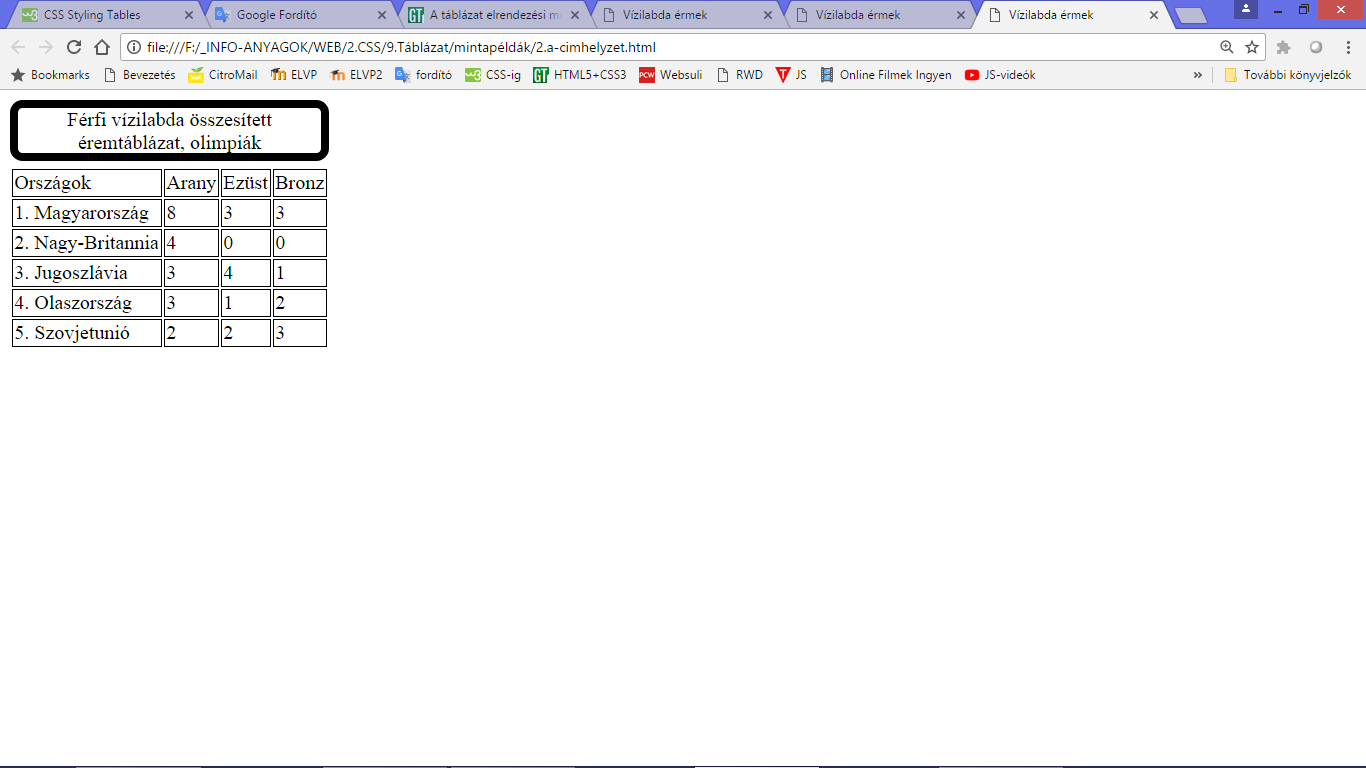 CSS Styling Tables
Google Fordító
A táblázat elrendezési m
Vízilabda érmek
Vízilabda érmek
Vízilabda érmek
file:///F:/_INFO-ANYAGOK/WEB/2.CSS/9.Táblázat/mintapéldák/2.a-cimhelyzet.html
Bookmarks Bevezetés CitroMail ELVP ELVP2 fordító CSS-ig HTML5+CSS3 Websuli RWD JS Online Filmek Ingyen JS-videók » További könyvjelzők
Férfi vízilabda összesített
éremtáblázat, olimpiák
Országok Arany Ezüst Bronz
1. Magyarország 8 3 3
2. Nagy-Britannia 4 0 0
3. Jugoszlávia 3 4 1
4. Olaszország 3 1 2
5. Szovjetunió 2 2 3